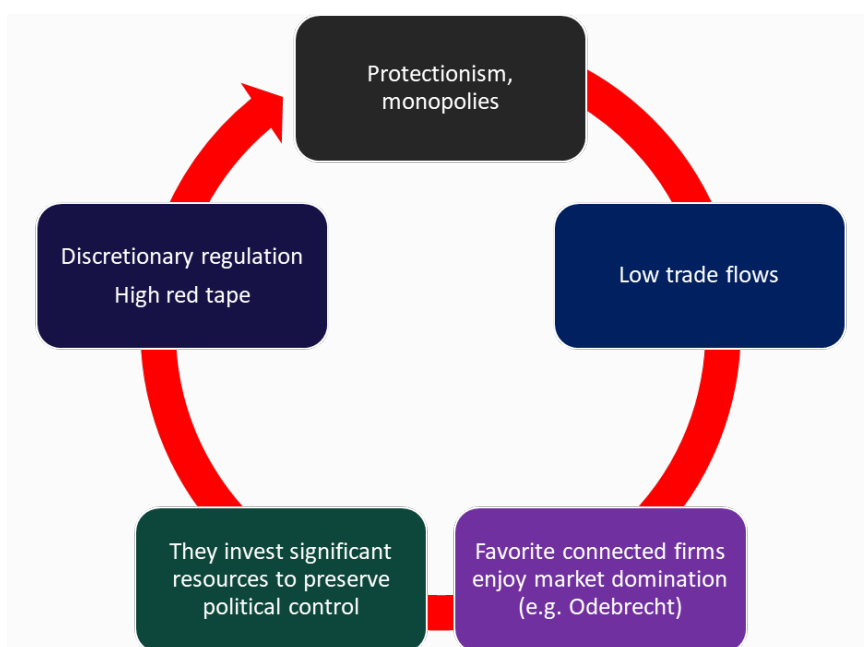 Protectionism,
monopolies
Low trade flows
Favorite connected firms
enjoy market domination
(e.g. Odebrecht)
They invest significant
resources to preserve
political control
Discretionary regulation
High red tape